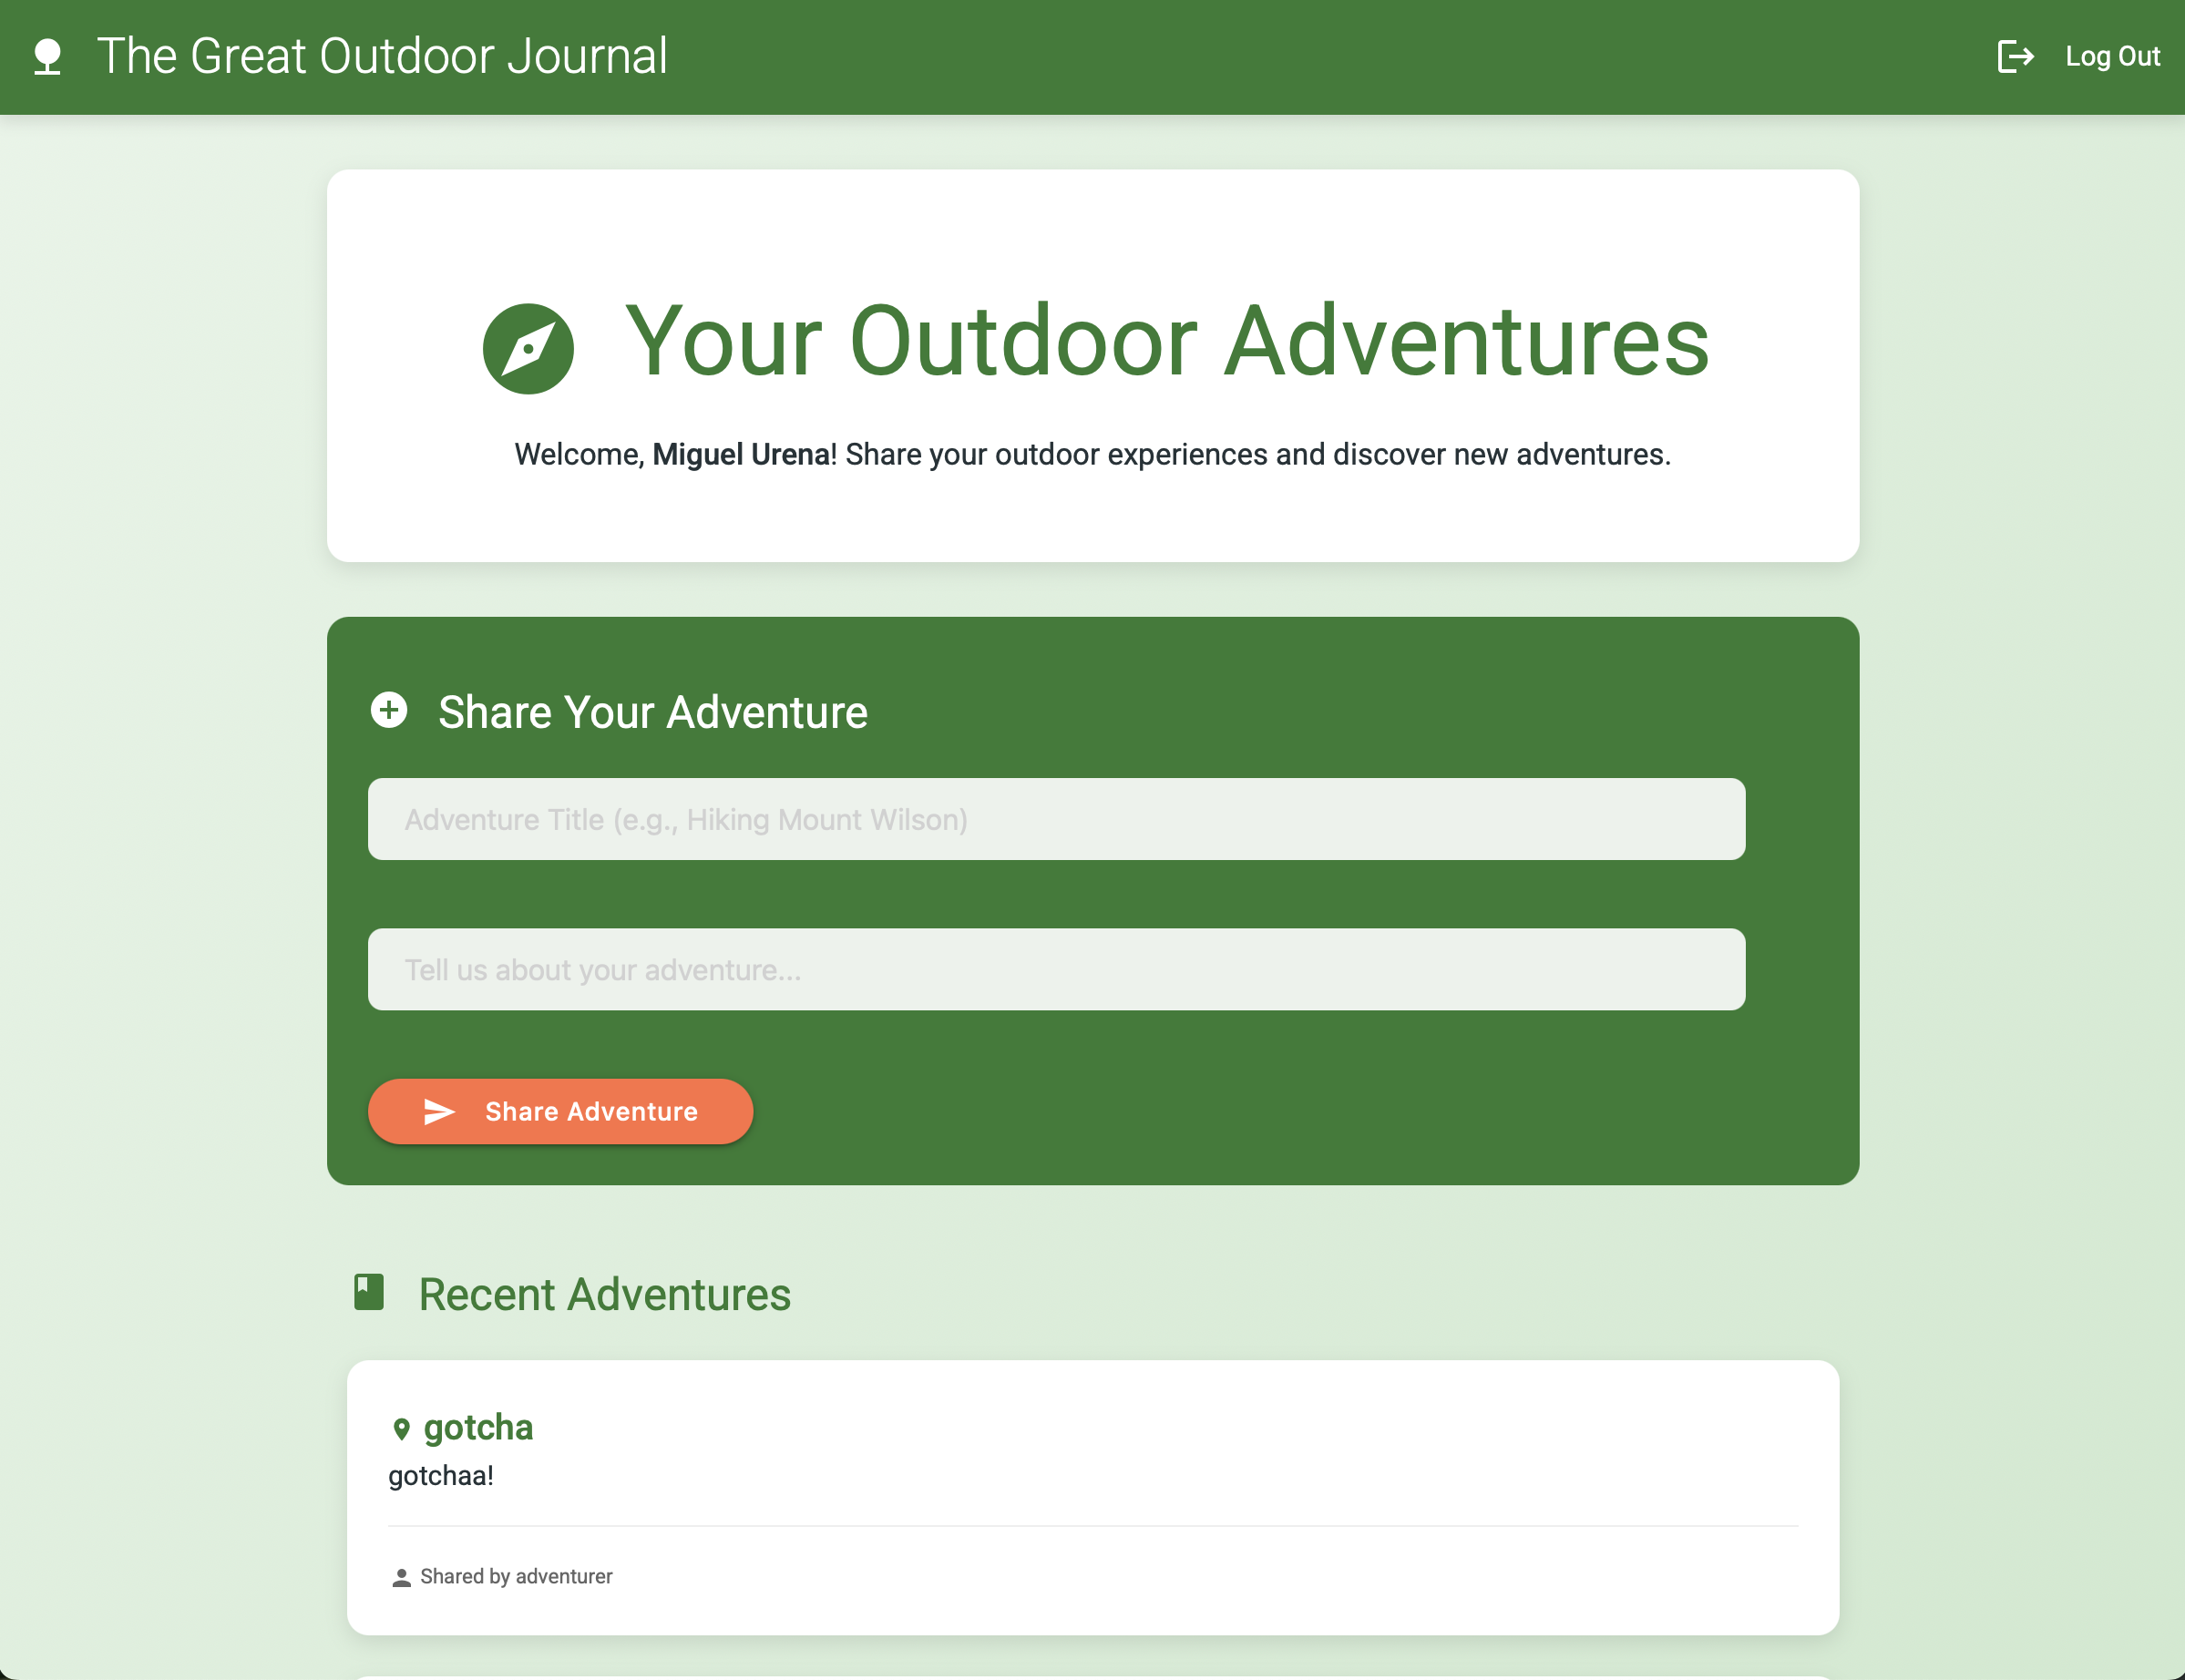 The Great Outdoor Journal
Log Out
Your Outdoor Adventures
Welcome, Miguel Urena! Share your outdoor experiences and discover new adventures.
Share Your Adventure
Adventure Title (e.g., Hiking Mount Wilson)
Tell us about your adventure...
Share Adventure
Recent Adventures
gotcha
gotchaa!
Shared by adventurer